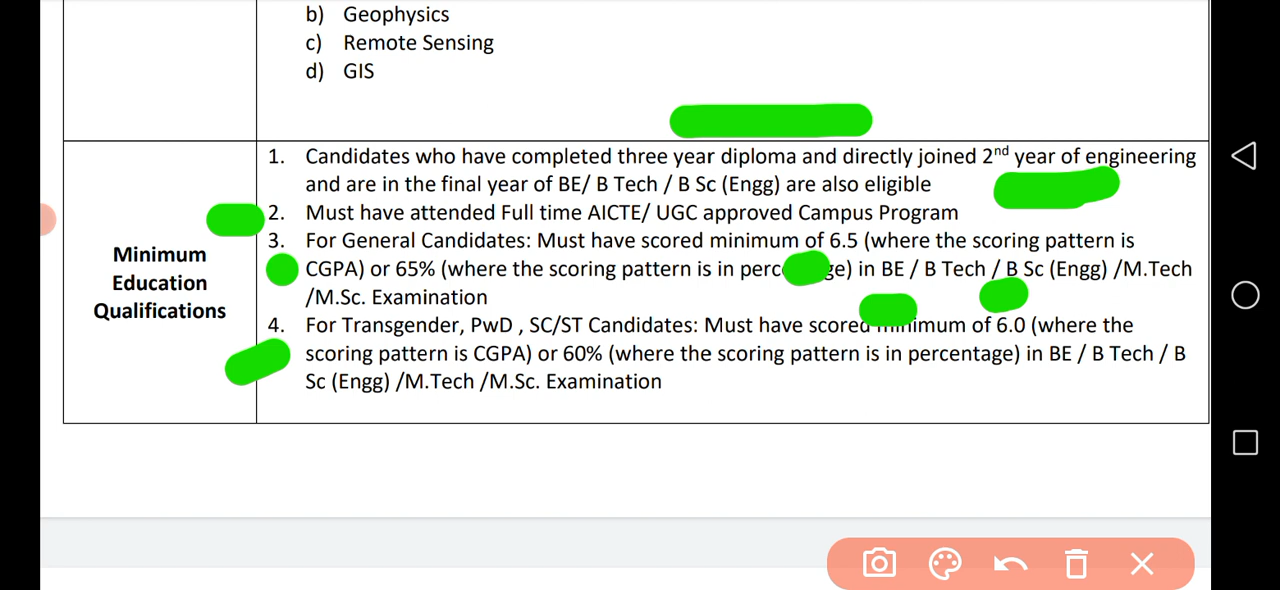 b) Geophysics
c) Remote Sensing
d) GIS
Minimum
Education
Qualifications
1. Candidates who have completed three year diploma and directly joined 2nd year of engineering
and are in the final year of BE/ B Tech / B Sc (Engg) are also eligible
2. Must have attended Full time AICTE/ UGC approved Campus Program
3. For General Candidates: Must have scored minimum of 6.5 (where the scoring pattern is
CGPA) or 65% (where the scoring pattern is in perc ge) in BE / B Tech / B Sc (Engg) /M.Tech
/M.Sc. Examination
4. For Transgender, PwD , SC/ST Candidates: Must have scored minimum of 6.0 (where the
scoring pattern is CGPA) or 60% (where the scoring pattern is in percentage) in BE / B Tech / B
Sc (Engg) /M.Tech /M.Sc. Examination